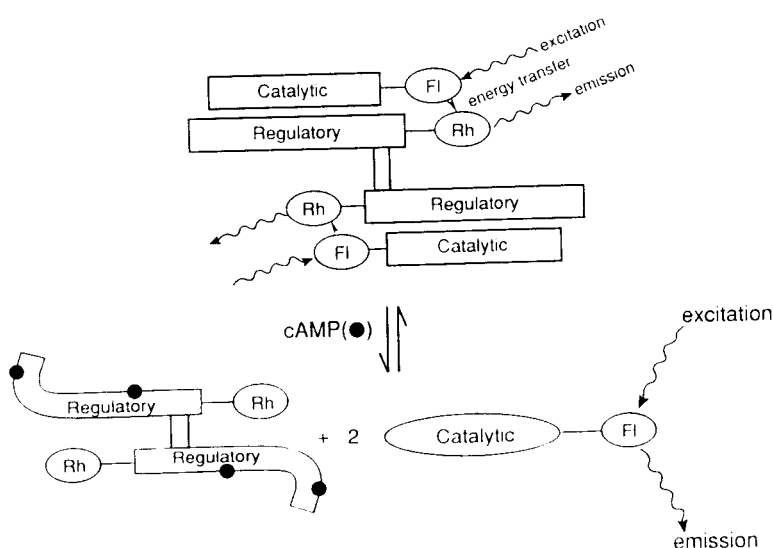 excitation
Fl
Catalytic
energy transfer
emission
Regulatory
Rh
Rh
Regulatory
Fl
Catalytic
cAMP(●)
excitation
Regulatory
Rh
+ 2
Catalytic
Fl
Rh
Regulatory
emission